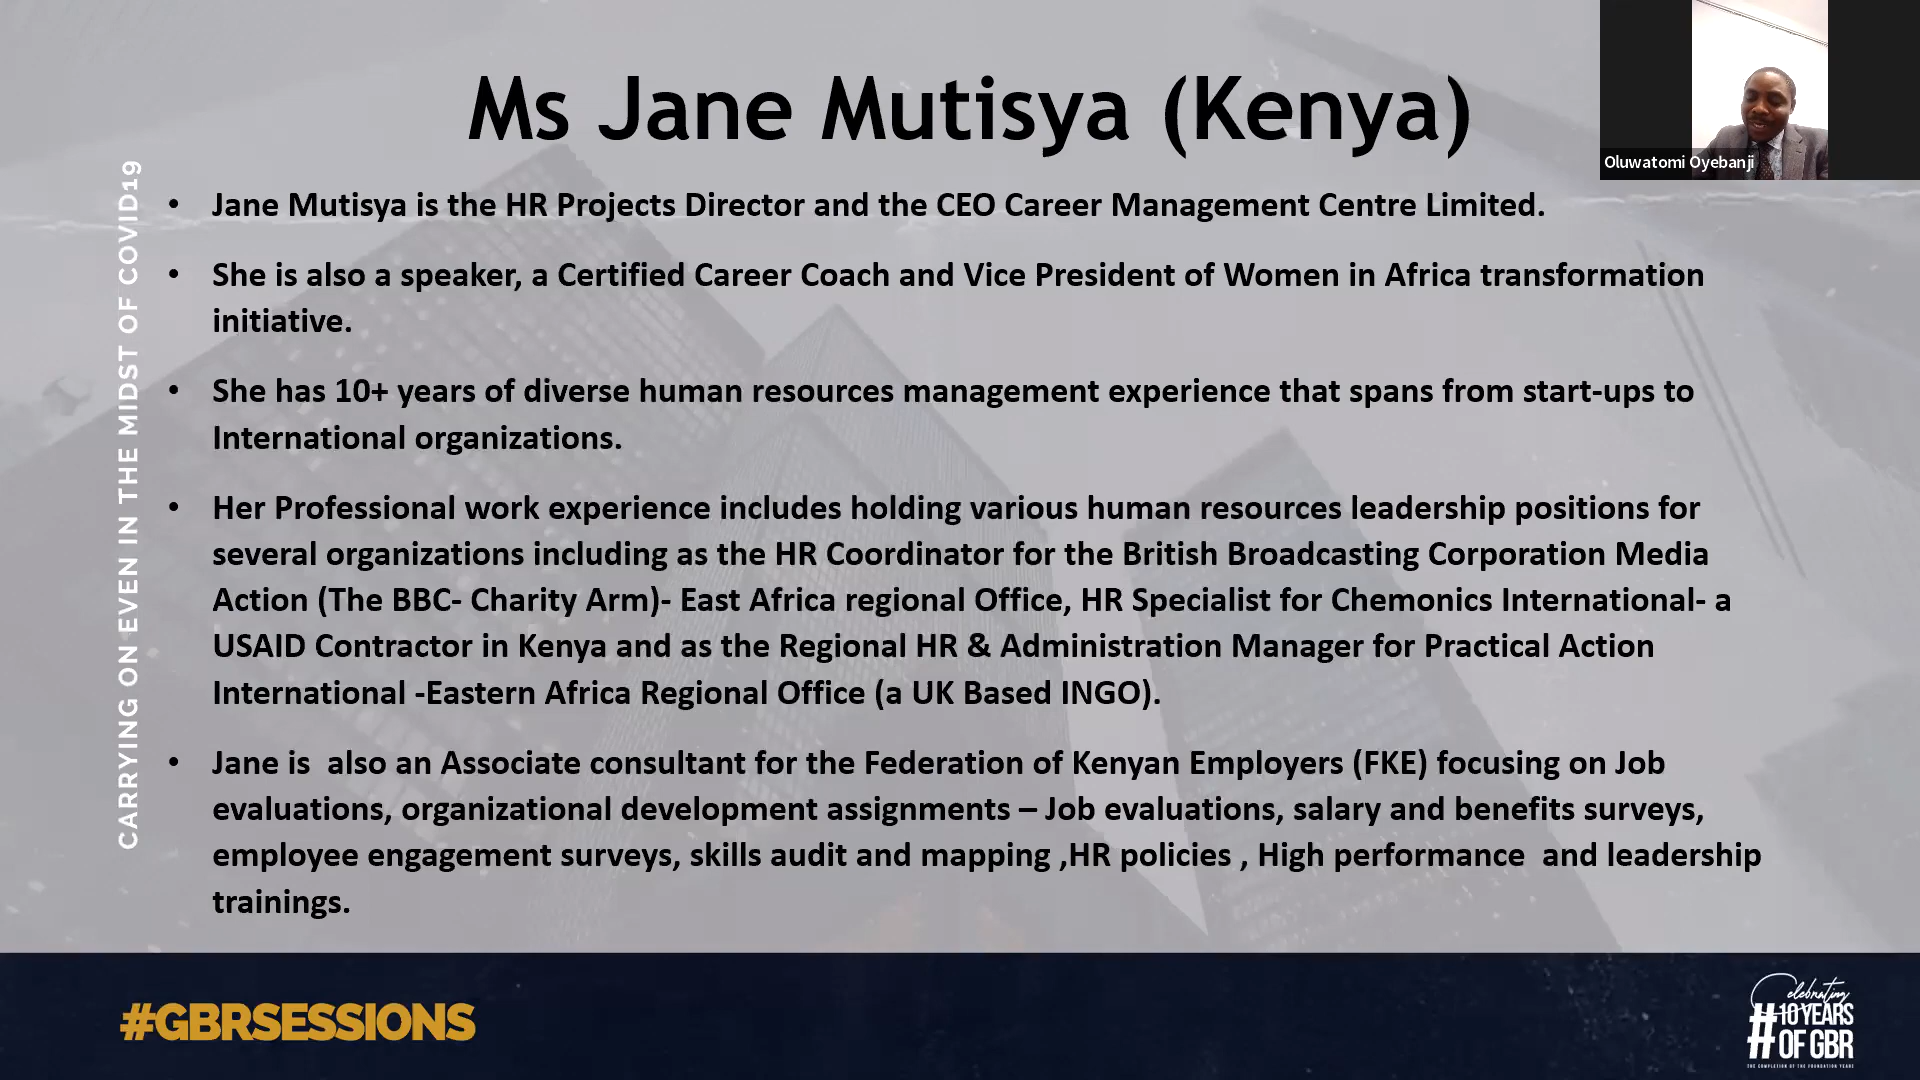 Ms Jane Mutisya (Kenya)
Oluwatomi Oyebanji
CARRYING ON EVEN IN THE MIDST OF COVID19
• Jane Mutisya is the HR Projects Director and the CEO Career Management Centre Limited.
• She is also a speaker, a Certified Career Coach and Vice President of Women in Africa transformation
initiative.
• She has 10+ years of diverse human resources management experience that spans from start-ups to
International organizations.
• Her Professional work experience includes holding various human resources leadership positions for
several organizations including as the HR Coordinator for the British Broadcasting Corporation Media
Action (The BBC- Charity Arm)- East Africa regional Office, HR Specialist for Chemonics International- a
USAID Contractor in Kenya and as the Regional HR & Administration Manager for Practical Action
International -Eastern Africa Regional Office (a UK Based INGO).
• Jane is  also an Associate consultant for the Federation of Kenyan Employers (FKE) focusing on Job
evaluations, organizational development assignments – Job evaluations, salary and benefits surveys,
employee engagement surveys, skills audit and mapping ,HR policies , High performance  and leadership
trainings.
#GBRSESSIONS
Celebrating
#10 YEARS
OF GBR
THE COMPLETION OF THE FOUNDATION YEARS